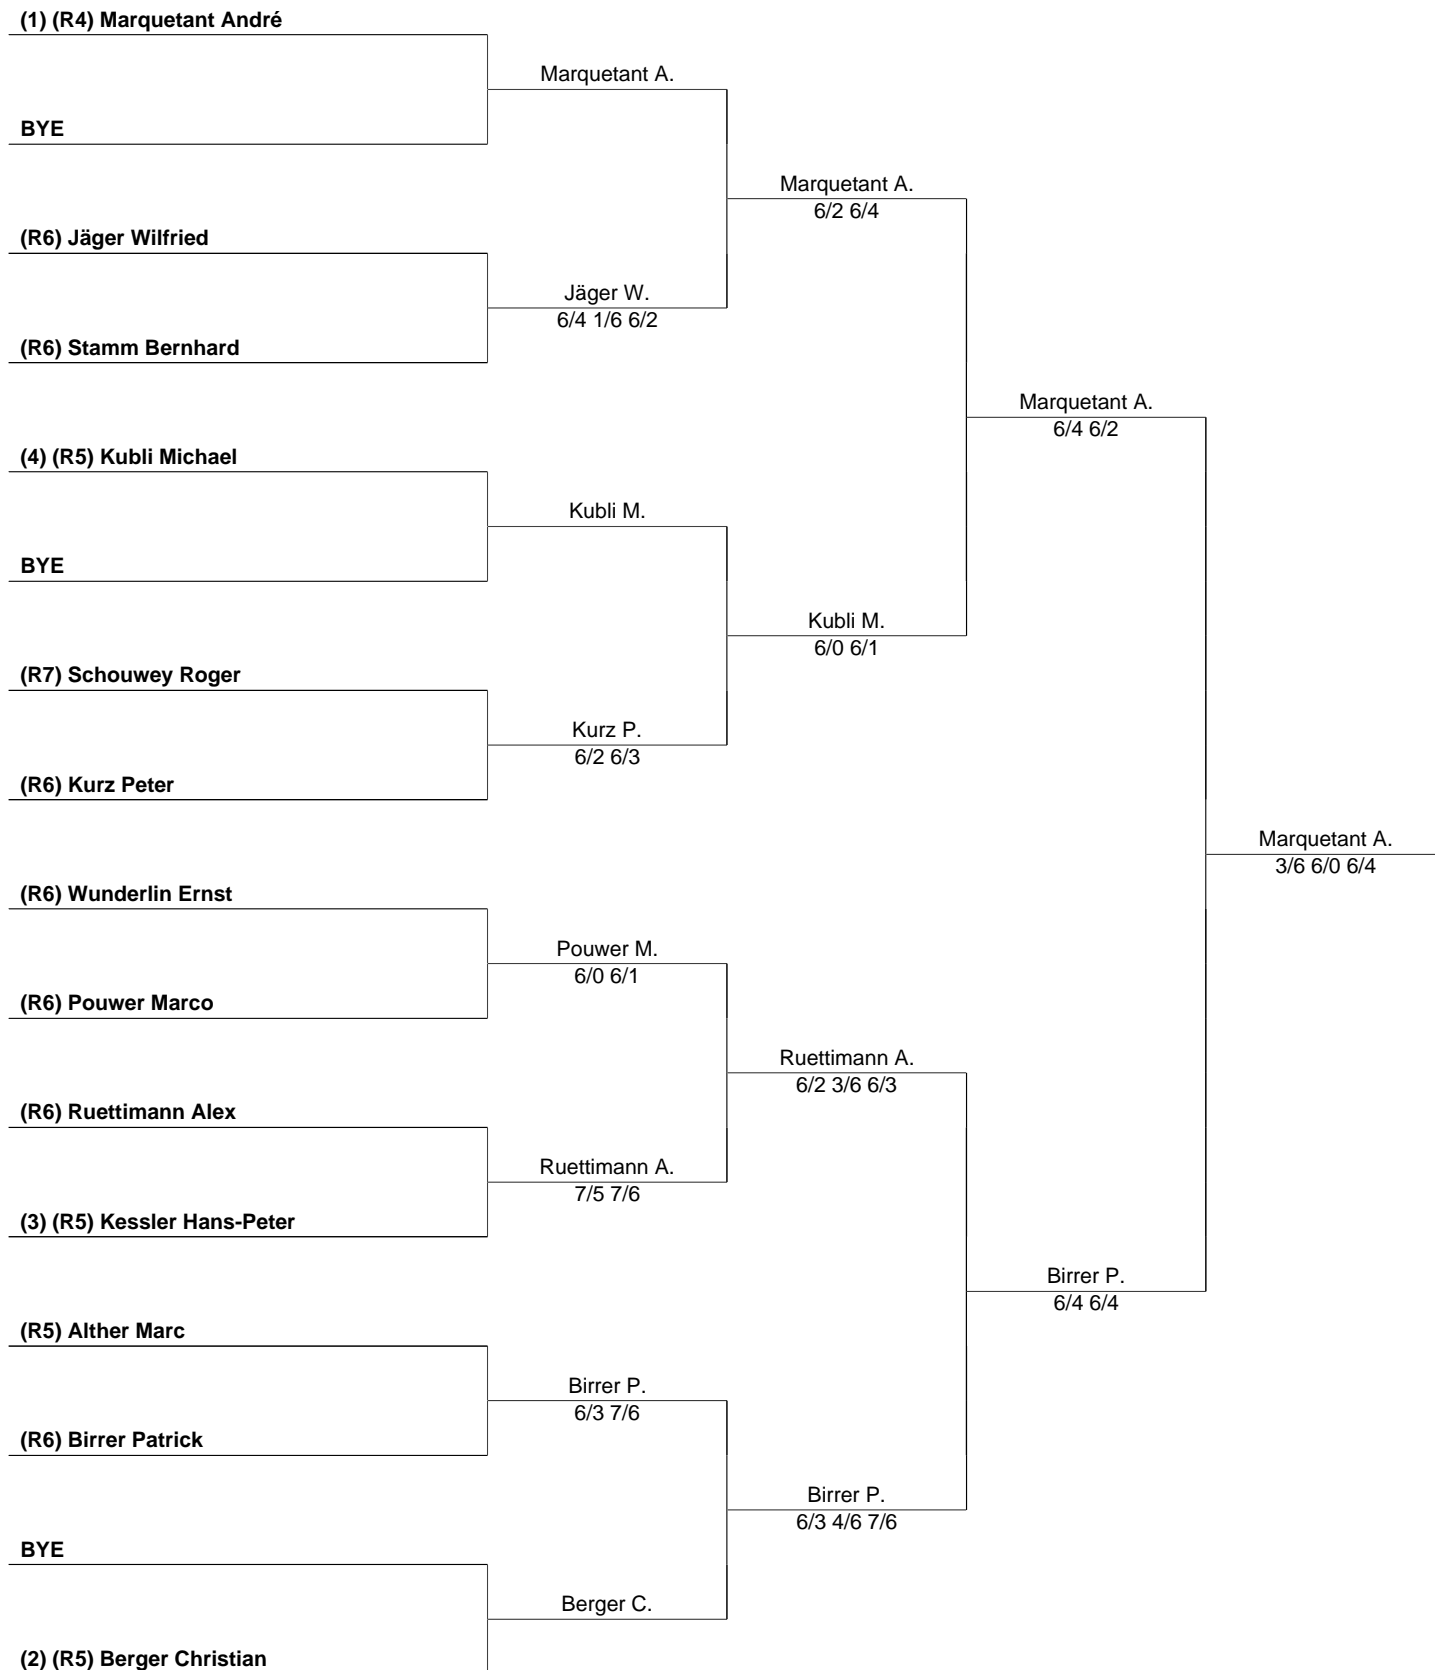 (1) (R4) Marquetant André
Marquetant A.
BYE
Marquetant A.
6/2 6/4
(R6) Jäger Wilfried
Jäger W.
6/4 1/6 6/2
(R6) Stamm Bernhard
Marquetant A.
6/4 6/2
(4) (R5) Kubli Michael
Kubli M.
BYE
Kubli M.
6/0 6/1
(R7) Schouwey Roger
Kurz P.
6/2 6/3
(R6) Kurz Peter
Marquetant A.
3/6 6/0 6/4
(R6) Wunderlin Ernst
Pouwer M.
6/0 6/1
(R6) Pouwer Marco
Ruettimann A.
6/2 3/6 6/3
(R6) Ruettimann Alex
Ruettimann A.
7/5 7/6
(3) (R5) Kessler Hans-Peter
Birrer P.
6/4 6/4
(R5) Alther Marc
Birrer P.
6/3 7/6
(R6) Birrer Patrick
Birrer P.
6/3 4/6 7/6
BYE
Berger C.
(2) (R5) Berger Christian